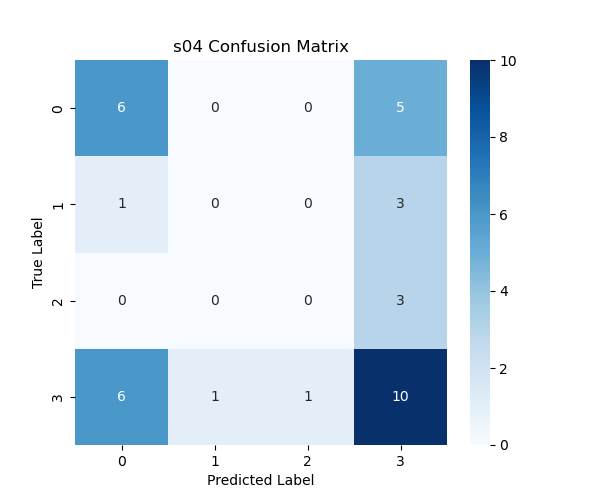 s04 Confusion Matrix
0 6 0 0 5
1 1 0 0 3
2 0 0 0 3
3 6 1 1 10
0 1 2 3
Predicted Label
True Label
10
8
6
4
2
0